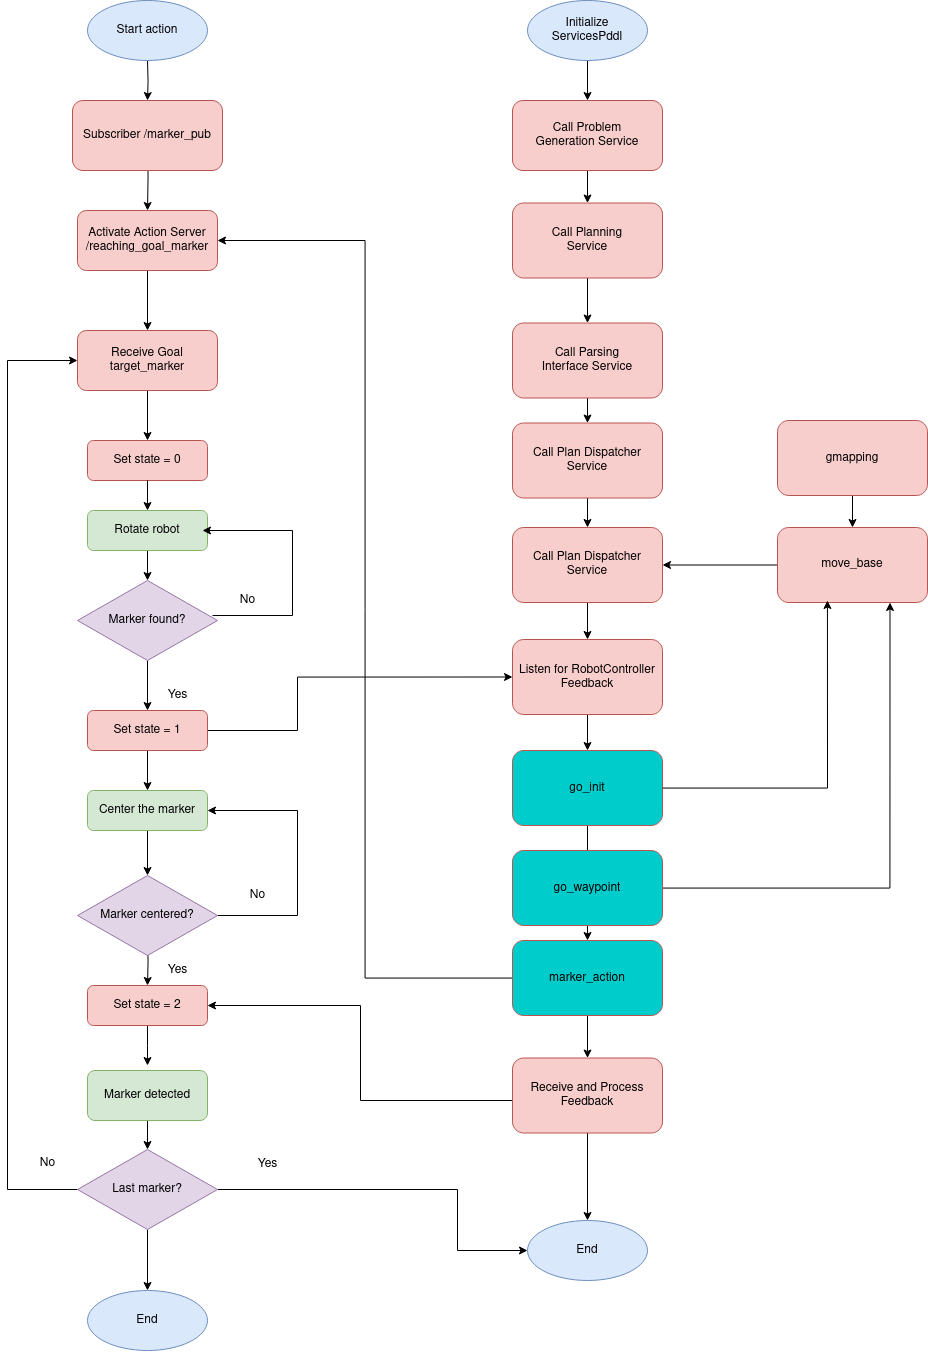 Start action
Subscriber /marker_pub
Activate Action Server
/reaching_goal_marker
Receive Goal
target_marker
Set state = 0
Rotate robot
Marker found?
No
Yes
Set state = 1
Center the marker
Marker centered?
No
Yes
Set state = 2
Marker detected
Last marker?
No
Yes
End
Initialize
ServicesPddl
Call Problem
Generation Service
Call Planning
Service
Call Parsing
Interface Service
Call Plan Dispatcher
Service
Call Plan Dispatcher
Service
Listen for RobotController
Feedback
go_init
go_waypoint
marker_action
Receive and Process
Feedback
End
gmapping
move_base